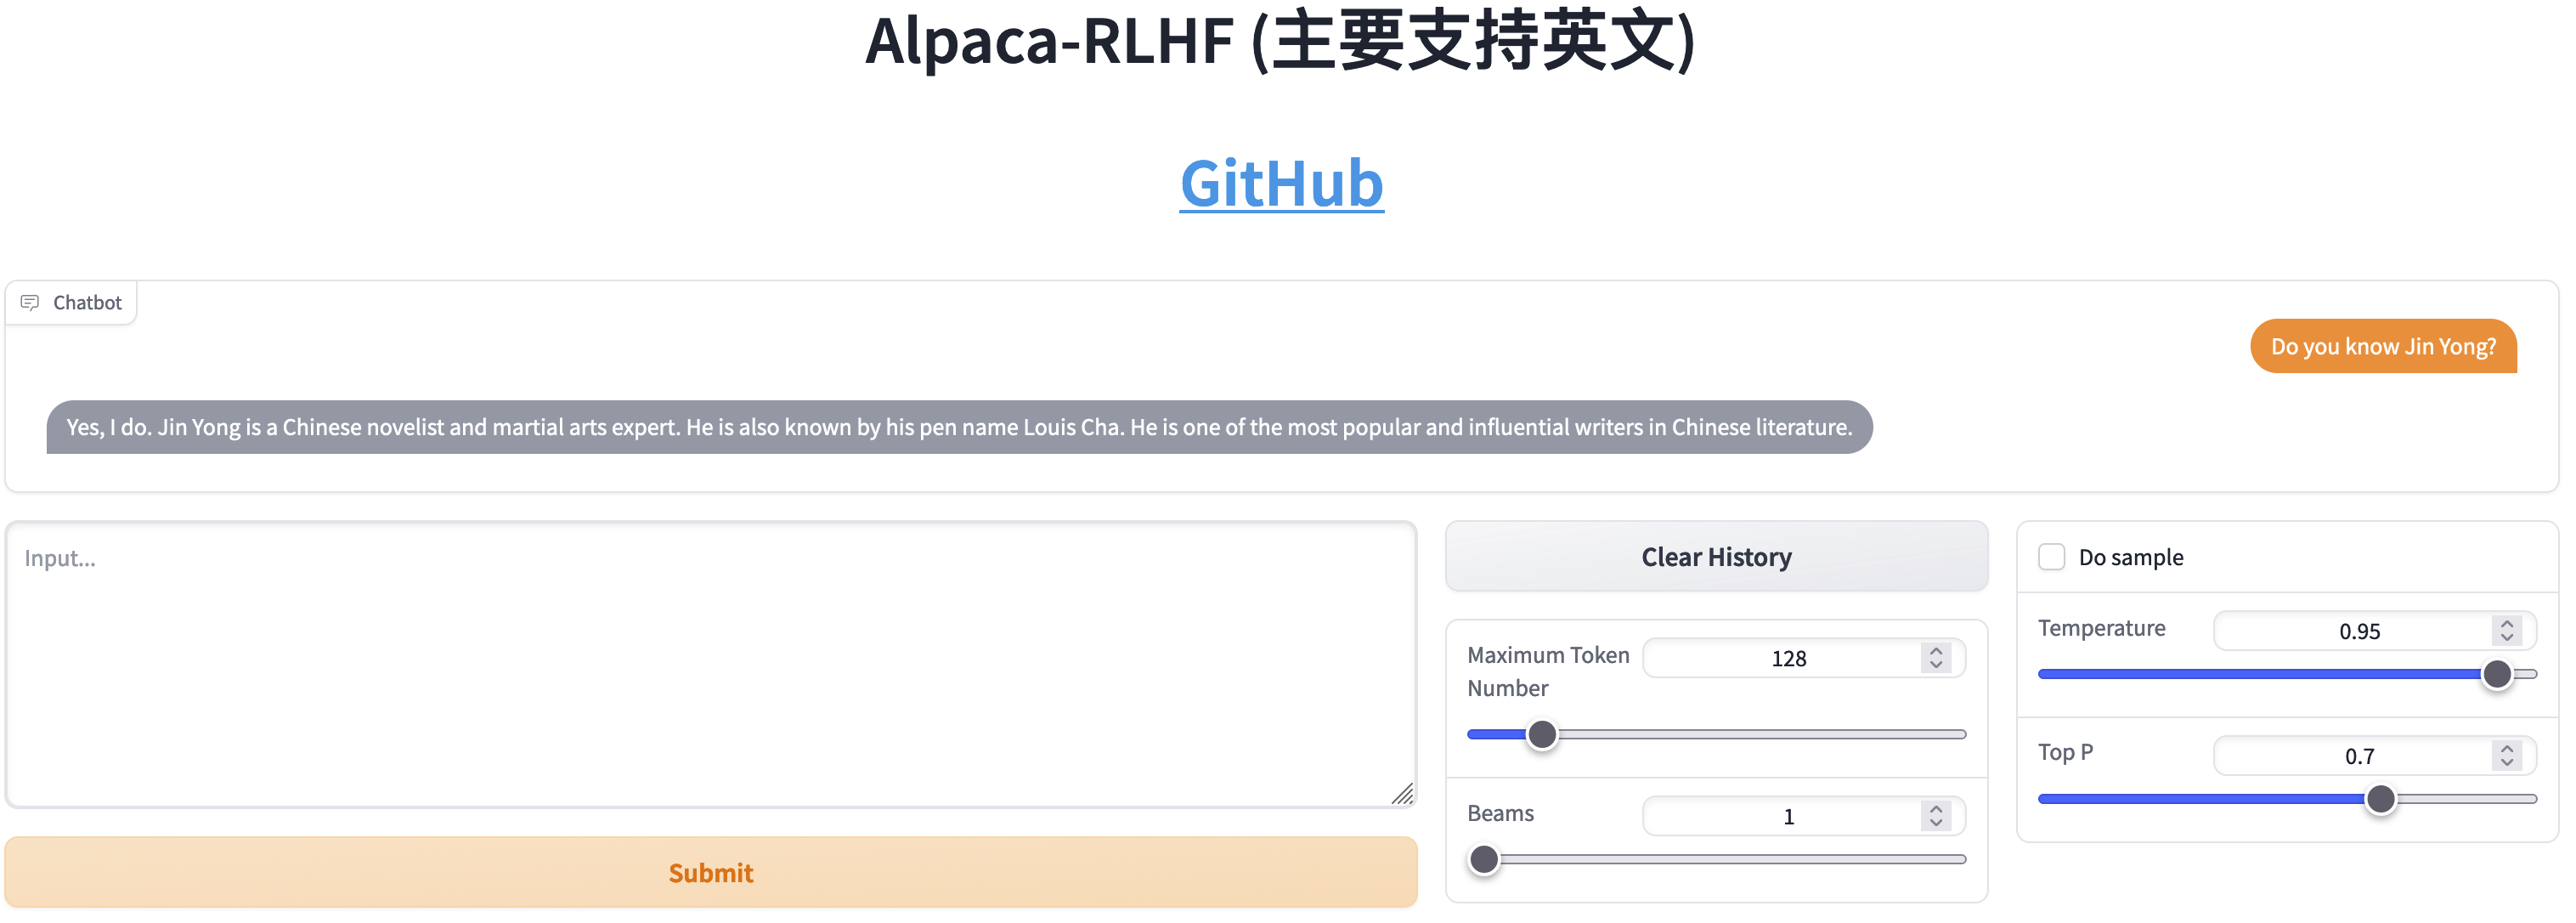 Alpaca-RLHF (主要支持英文)
GitHub
Chatbot
Do you know Jin Yong?
Yes, I do. Jin Yong is a Chinese novelist and martial arts expert. He is also known by his pen name Louis Cha. He is one of the most popular and influential writers in Chinese literature.
Input...
Submit
Clear History
Maximum Token
Number
128
Beams
1
Do sample
Temperature
0.95
Top P
0.7